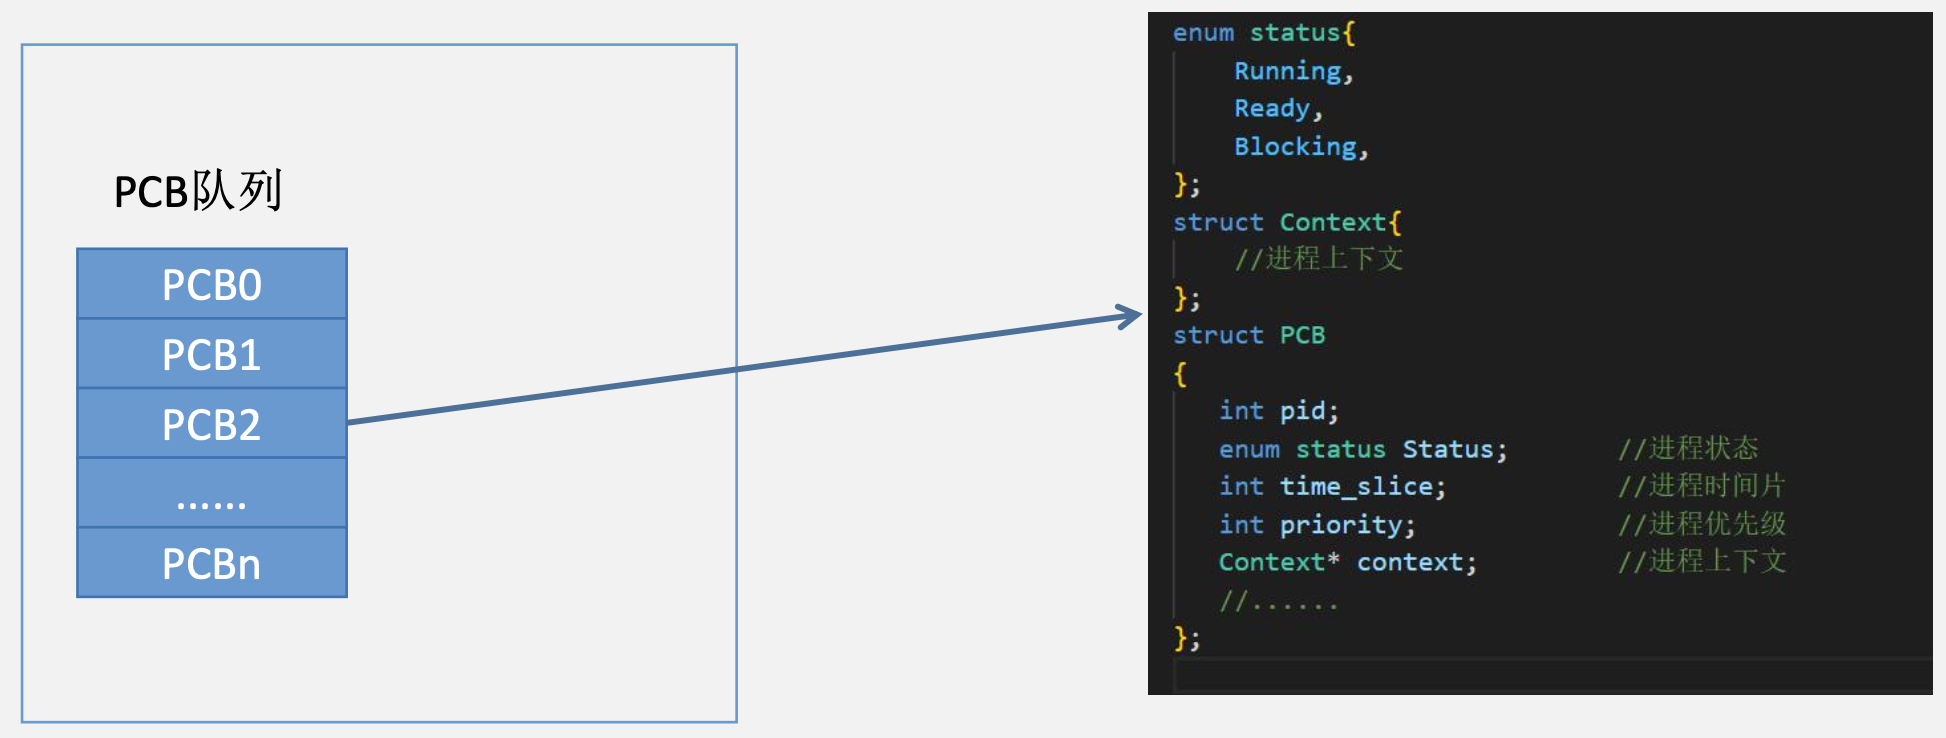 PCB队列
PCB0
PCB1
PCB2
......
PCBn
enum status{
    Running,
    Ready,
    Blocking,
};
struct Context{
    //进程上下文
};
struct PCB
{
   int pid;
   enum status Status;       //进程状态
   int time_slice;           //进程时间片
   int priority;             //进程优先级
   Context* context;         //进程上下文
   //......
};